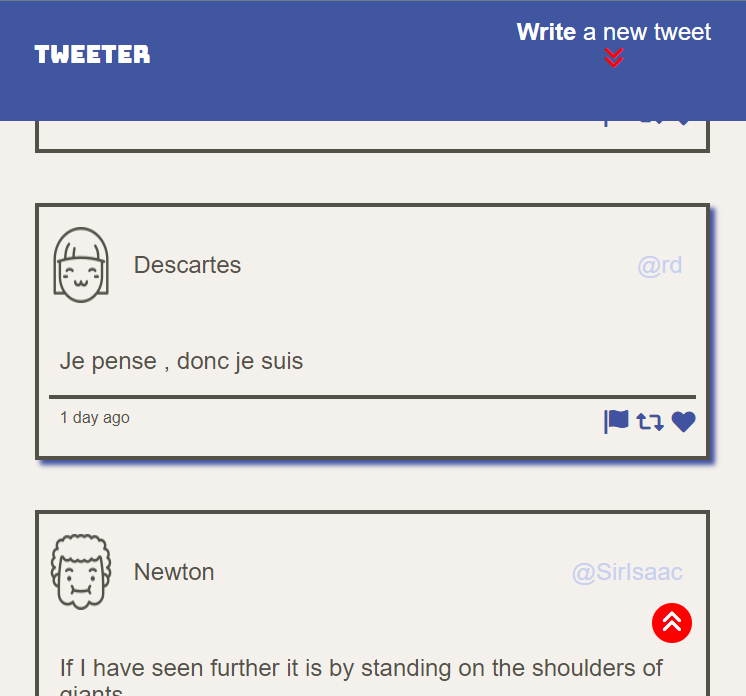 TWEETER
Write a new tweet
Descartes
@rd
Je pense , donc je suis
1 day ago
Newton
@SirIsaac
If I have seen further it is by standing on the shoulders of
giants